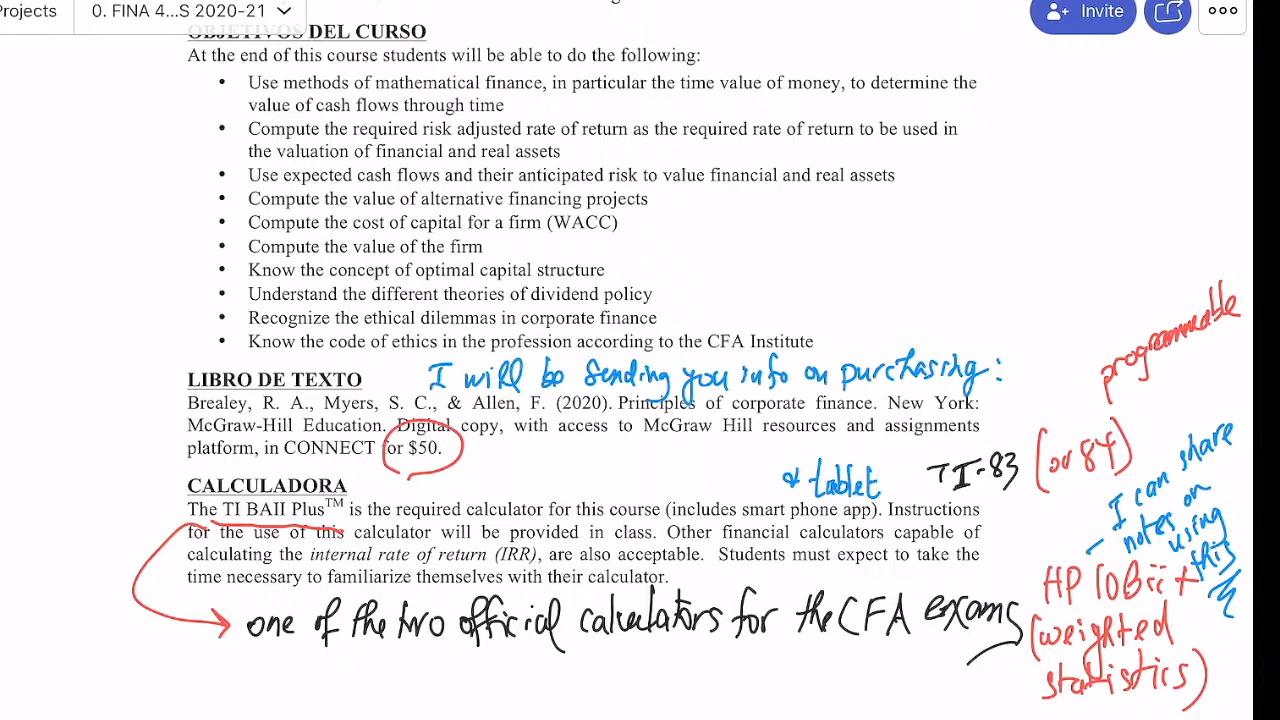 Projects
0. FINA 4...S 2020-21
Invite
OBJETIVOS DEL CURSO
At the end of this course students will be able to do the following:
• Use methods of mathematical finance, in particular the time value of money, to determine the
value of cash flows through time
• Compute the required risk adjusted rate of return as the required rate of return to be used in
the valuation of financial and real assets
• Use expected cash flows and their anticipated risk to value financial and real assets
• Compute the value of alternative financing projects
• Compute the cost of capital for a firm (WACC)
• Compute the value of the firm
• Know the concept of optimal capital structure
• Understand the different theories of dividend policy
• Recognize the ethical dilemmas in corporate finance
• Know the code of ethics in the profession according to the CFA Institute
LIBRO DE TEXTO
I will be sending you info on purchasing:
Brealey, R. A., Myers, S. C., & Allen, F. (2020). Principles of corporate finance. New York:
McGraw-Hill Education. Digital copy, with access to McGraw Hill resources and assignments
platform, in CONNECT for $50.
CALCULADORA
tablet
The TI BAII Plus™ is the required calculator for this course (includes smart phone app). Instructions
for the use of this calculator will be provided in class. Other financial calculators capable of
calculating the internal rate of return (IRR), are also acceptable. Students must expect to take the
time necessary to familiarize themselves with their calculator.
one of the two official calculators for the CFA exams
programmeable
TI-83 (or 84)
- I can share
notes on
using
this
HP 10Bii+
(weighted
statistics)